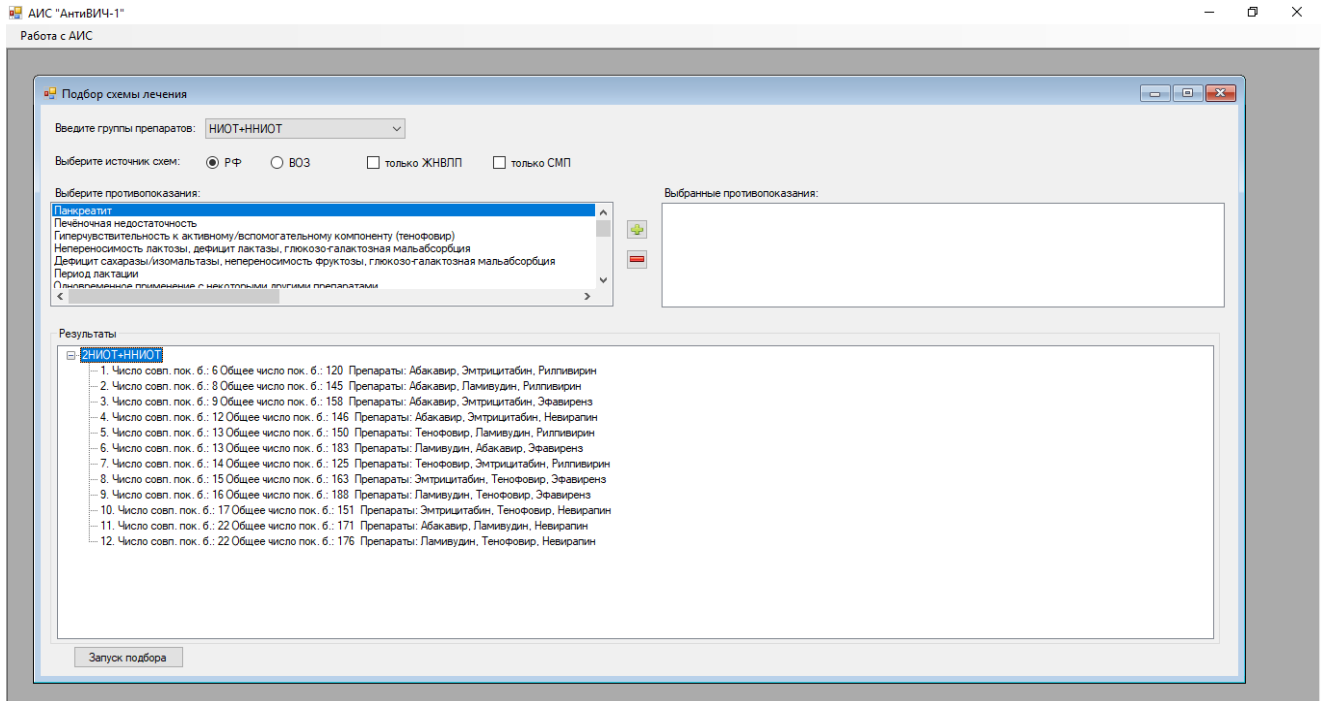 АИС "АнтиВИЧ-1"
Работа с АИС
Подбор схемы лечения
Введите группы препаратов: НИОТ+ННИОТ
Выберите источник схем: РФ ВОЗ только ЖНВЛП только СМП
Выберите противопоказания: Выбранные противопоказания:
Панкреатит
Печёночная недостаточность
Гиперчувствительность к активному/вспомогательному компоненту (тенофовир)
Непереносимость лактозы, дефицит лактазы, глюкозо-галактозная мальабсорбция
Дефицит сахаразы/изомальтазы, непереносимость фруктозы, глюкозо-галактозная мальабсорбция
Период лактации
Одновременное применение с некоторыми другими препаратами
Результаты
2НИОТ+ННИОТ
1. Число совп. пок. б.: 6 Общее число пок. б.: 120 Препараты: Абакавир, Эмтрицитабин, Рилпивирин
2. Число совп. пок. б.: 8 Общее число пок. б.: 145 Препараты: Абакавир, Ламивудин, Рилпивирин
3. Число совп. пок. б.: 9 Общее число пок. б.: 158 Препараты: Абакавир, Эмтрицитабин, Эфавиренз
4. Число совп. пок. б.: 12 Общее число пок. б.: 146 Препараты: Абакавир, Эмтрицитабин, Невирапин
5. Число совп. пок. б.: 13 Общее число пок. б.: 150 Препараты: Тенофовир, Ламивудин, Рилпивирин
6. Число совп. пок. б.: 13 Общее число пок. б.: 183 Препараты: Ламивудин, Абакавир, Эфавиренз
7. Число совп. пок. б.: 14 Общее число пок. б.: 125 Препараты: Тенофовир, Эмтрицитабин, Рилпивирин
8. Число совп. пок. б.: 15 Общее число пок. б.: 163 Препараты: Эмтрицитабин, Тенофовир, Эфавиренз
9. Число совп. пок. б.: 16 Общее число пок. б.: 188 Препараты: Ламивудин, Тенофовир, Эфавиренз
10. Число совп. пок. б.: 17 Общее число пок. б.: 151 Препараты: Эмтрицитабин, Тенофовир, Невирапин
11. Число совп. пок. б.: 22 Общее число пок. б.: 171 Препараты: Абакавир, Ламивудин, Невирапин
12. Число совп. пок. б.: 22 Общее число пок. б.: 176 Препараты: Ламивудин, Тенофовир, Невирапин
Запуск подбора